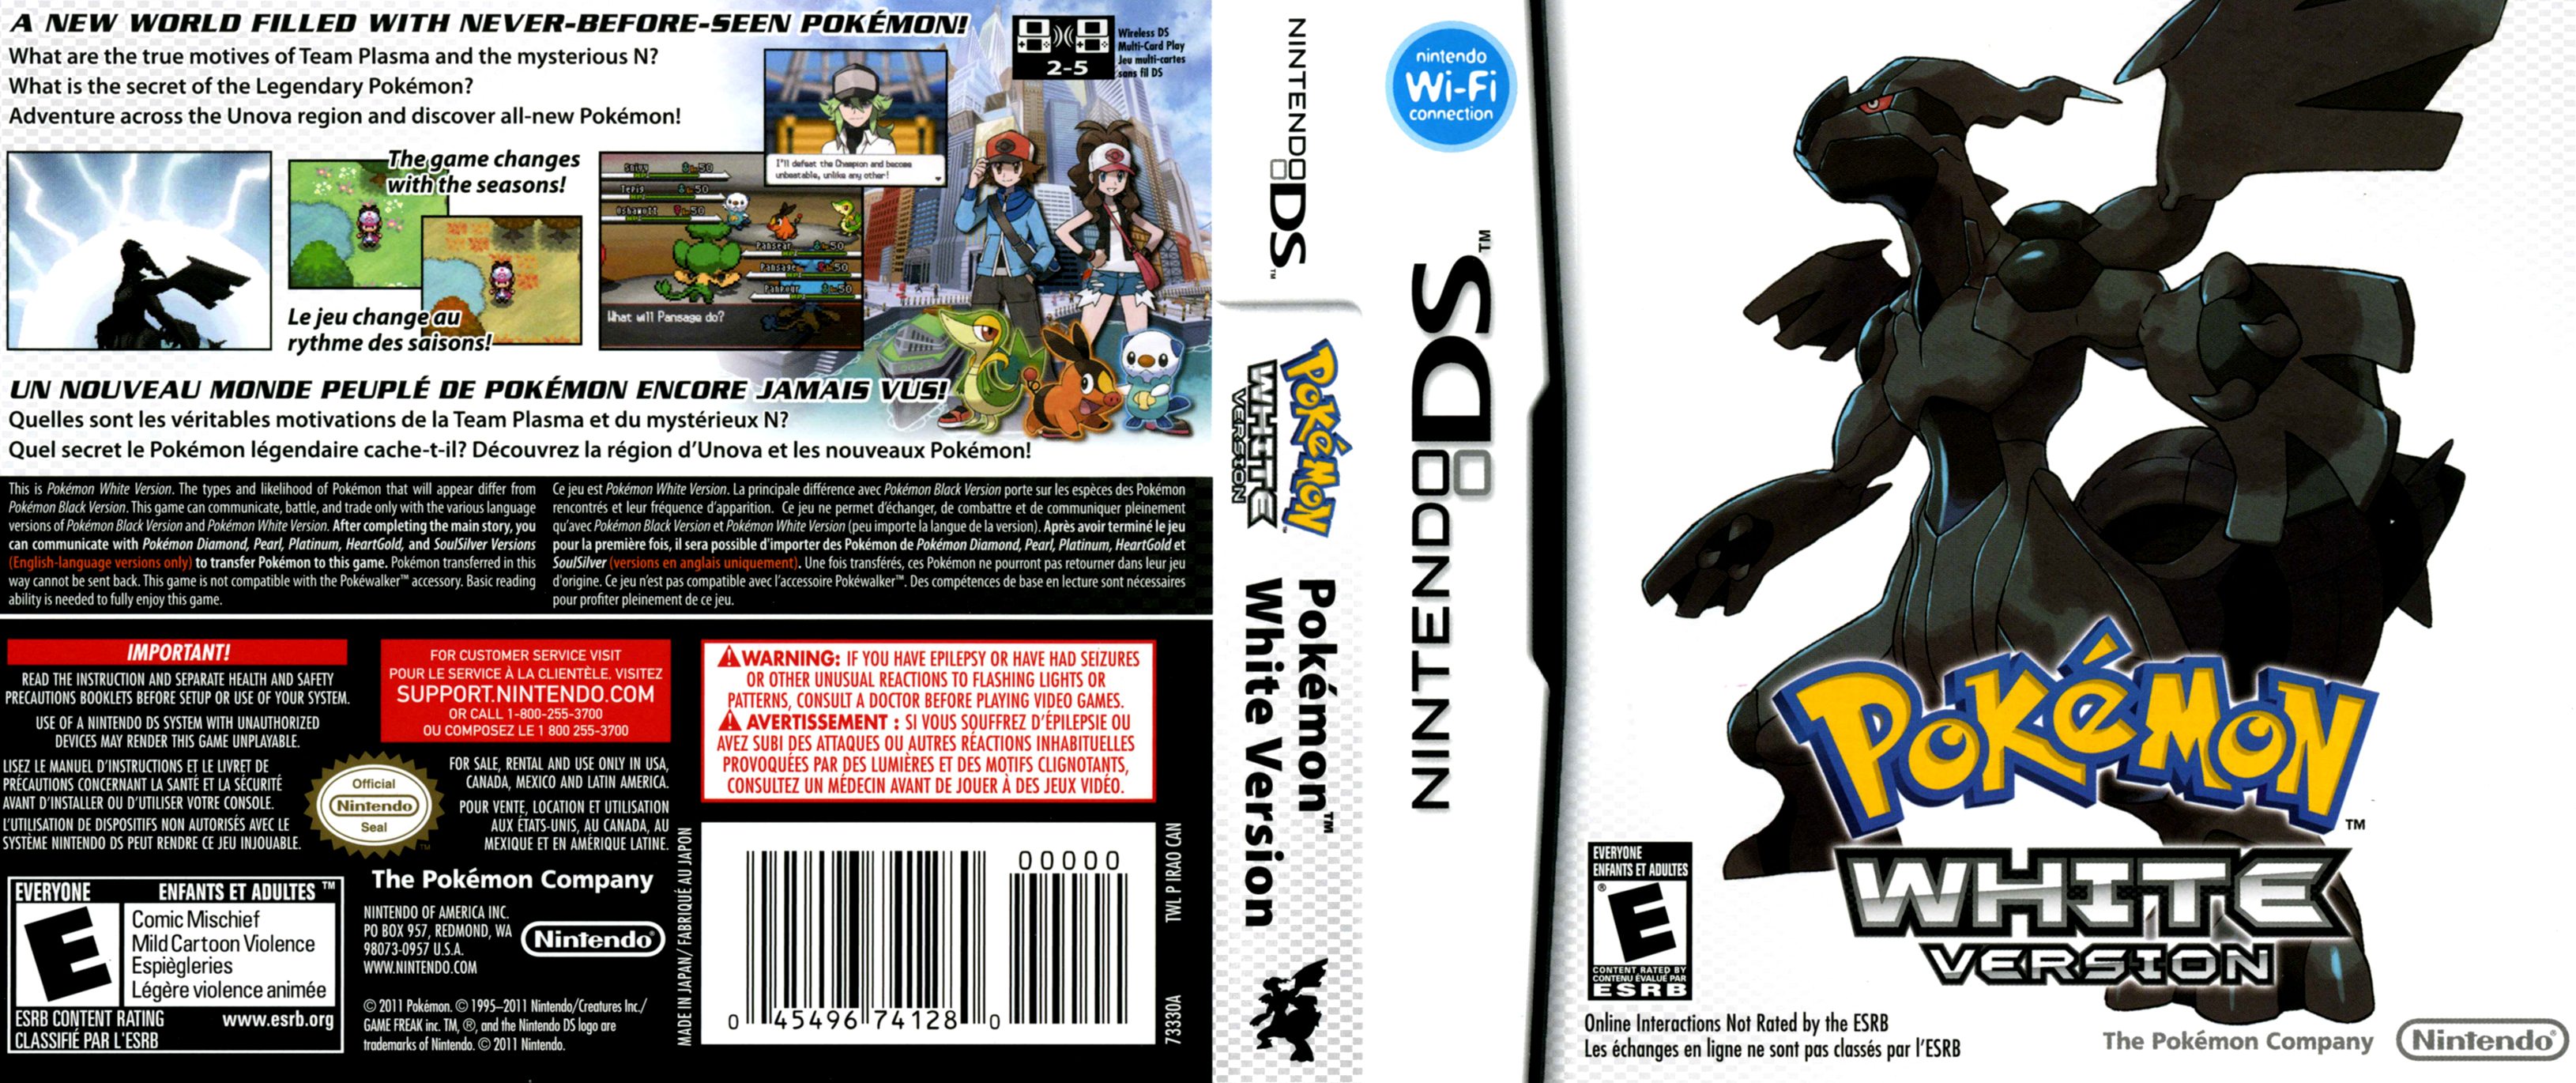 A NEW WORLD FILLED WITH NEVER-BEFORE-SEEN POKÉMON!
What are the true motives of Team Plasma and the mysterious N?
What is the secret of the Legendary Pokémon?
Adventure across the Unova region and discover all-new Pokémon!
2-5
Wireless DS
Multi-Card Play
Jeu multi-cartes
sans fil DS
I'll defeat the Champion and become
unbeatable, unlike any other!
The game changes
with the seasons!
Le jeu change au
rythme des saisons!
Snivy 50
Tepig 50
Oshawott 50
Pansear 50
Pansage 50
Panpour 50
What will Pansage do?
UN NOUVEAU MONDE PEUPLÉ DE POKÉMON ENCORE JAMAIS VUS!
Quelles sont les véritables motivations de la Team Plasma et du mystérieux N?
Quel secret le Pokémon légendaire cache-t-il? Découvrez la région d'Unova et les nouveaux Pokémon!
This is Pokémon White Version. The types and likelihood of Pokémon that will appear differ from
Pokémon Black Version. This game can communicate, battle, and trade only with the various language
versions of Pokémon Black Version and Pokémon White Version. After completing the main story, you
can communicate with Pokémon Diamond, Pearl, Platinum, HeartGold, and SoulSilver Versions
(English-language versions only) to transfer Pokémon to this game. Pokémon transferred in this
way cannot be sent back. This game is not compatible with the Pokéwalker™ accessory. Basic reading
ability is needed to fully enjoy this game.
Ce jeu est Pokémon White Version. La principale différence avec Pokémon Black Version porte sur les espèces des Pokémon
rencontrés et leur fréquence d'apparition. Ce jeu ne permet d'échanger, de combattre et de communiquer pleinement
qu'avec Pokémon Black Version et Pokémon White Version (peu importe la langue de la version). Après avoir terminé le jeu
pour la première fois, il sera possible d'importer des Pokémon de Pokémon Diamond, Pearl, Platinum, HeartGold et
SoulSilver (versions en anglais uniquement). Une fois transférés, ces Pokémon ne pourront pas retourner dans leur jeu
d'origine. Ce jeu n'est pas compatible avec l'accessoire Pokéwalker™. Des compétences de base en lecture sont nécessaires
pour profiter pleinement de ce jeu.
IMPORTANT!
READ THE INSTRUCTION AND SEPARATE HEALTH AND SAFETY
PRECAUTIONS BOOKLETS BEFORE SETUP OR USE OF YOUR SYSTEM.
USE OF A NINTENDO DS SYSTEM WITH UNAUTHORIZED
DEVICES MAY RENDER THIS GAME UNPLAYABLE.
LISEZ LE MANUEL D'INSTRUCTIONS ET LE LIVRET DE
PRÉCAUTIONS CONCERNANT LA SANTÉ ET LA SÉCURITÉ
AVANT D'INSTALLER OU D'UTILISER VOTRE CONSOLE.
L'UTILISATION DE DISPOSITIFS NON AUTORISÉS AVEC LE
SYSTÈME NINTENDO DS PEUT RENDRE CE JEU INJOUABLE.
FOR CUSTOMER SERVICE VISIT
POUR LE SERVICE À LA CLIENTÈLE, VISITEZ
SUPPORT.NINTENDO.COM
OR CALL 1-800-255-3700
OU COMPOSEZ LE 1 800 255-3700
Official
Nintendo
Seal
TM
FOR SALE, RENTAL AND USE ONLY IN USA,
CANADA, MEXICO AND LATIN AMERICA.
POUR VENTE, LOCATION ET UTILISATION
AUX ÉTATS-UNIS, AU CANADA, AU
MEXIQUE ET EN AMÉRIQUE LATINE.
WARNING: IF YOU HAVE EPILEPSY OR HAVE HAD SEIZURES
OR OTHER UNUSUAL REACTIONS TO FLASHING LIGHTS OR
PATTERNS, CONSULT A DOCTOR BEFORE PLAYING VIDEO GAMES.
AVERTISSEMENT : SI VOUS SOUFFREZ D'ÉPILEPSIE OU
AVEZ SUBI DES ATTAQUES OU AUTRES RÉACTIONS INHABITUELLES
PROVOQUÉES PAR DES LUMIÈRES ET DES MOTIFS CLIGNOTANTS,
CONSULTEZ UN MÉDECIN AVANT DE JOUER À DES JEUX VIDÉO.
EVERYONE ENFANTS ET ADULTES ™
E
Comic Mischief
Mild Cartoon Violence
Espiègleries
Légère violence animée
ESRB CONTENT RATING www.esrb.org
CLASSIFIÉ PAR L'ESRB
The Pokémon Company
NINTENDO OF AMERICA INC.
PO BOX 957, REDMOND, WA
98073-0957 U.S.A.
WWW.NINTENDO.COM
Nintendo®
© 2011 Pokémon. © 1995–2011 Nintendo/Creatures Inc./
GAME FREAK inc. TM, ®, and the Nintendo DS logo are
trademarks of Nintendo. © 2011 Nintendo.
MADE IN JAPAN/ FABRIQUÉ AU JAPON
00000
0 45496 74128 0
TWL P IRAO CAN
73330A
NINTENDO DS™
POKéMON
WHITE
VERSION
Pokémon™
White Version
nintendo
Wi-Fi
connection
NINTENDO DS™
POKéMON
TM
WHITE
VERSION
EVERYONE
ENFANTS ET ADULTES
®
E
CONTENT RATED BY
CONTENU ÉVALUÉ PAR
ESRB
Online Interactions Not Rated by the ESRB
Les échanges en ligne ne sont pas classés par l'ESRB
The Pokémon Company
Nintendo®